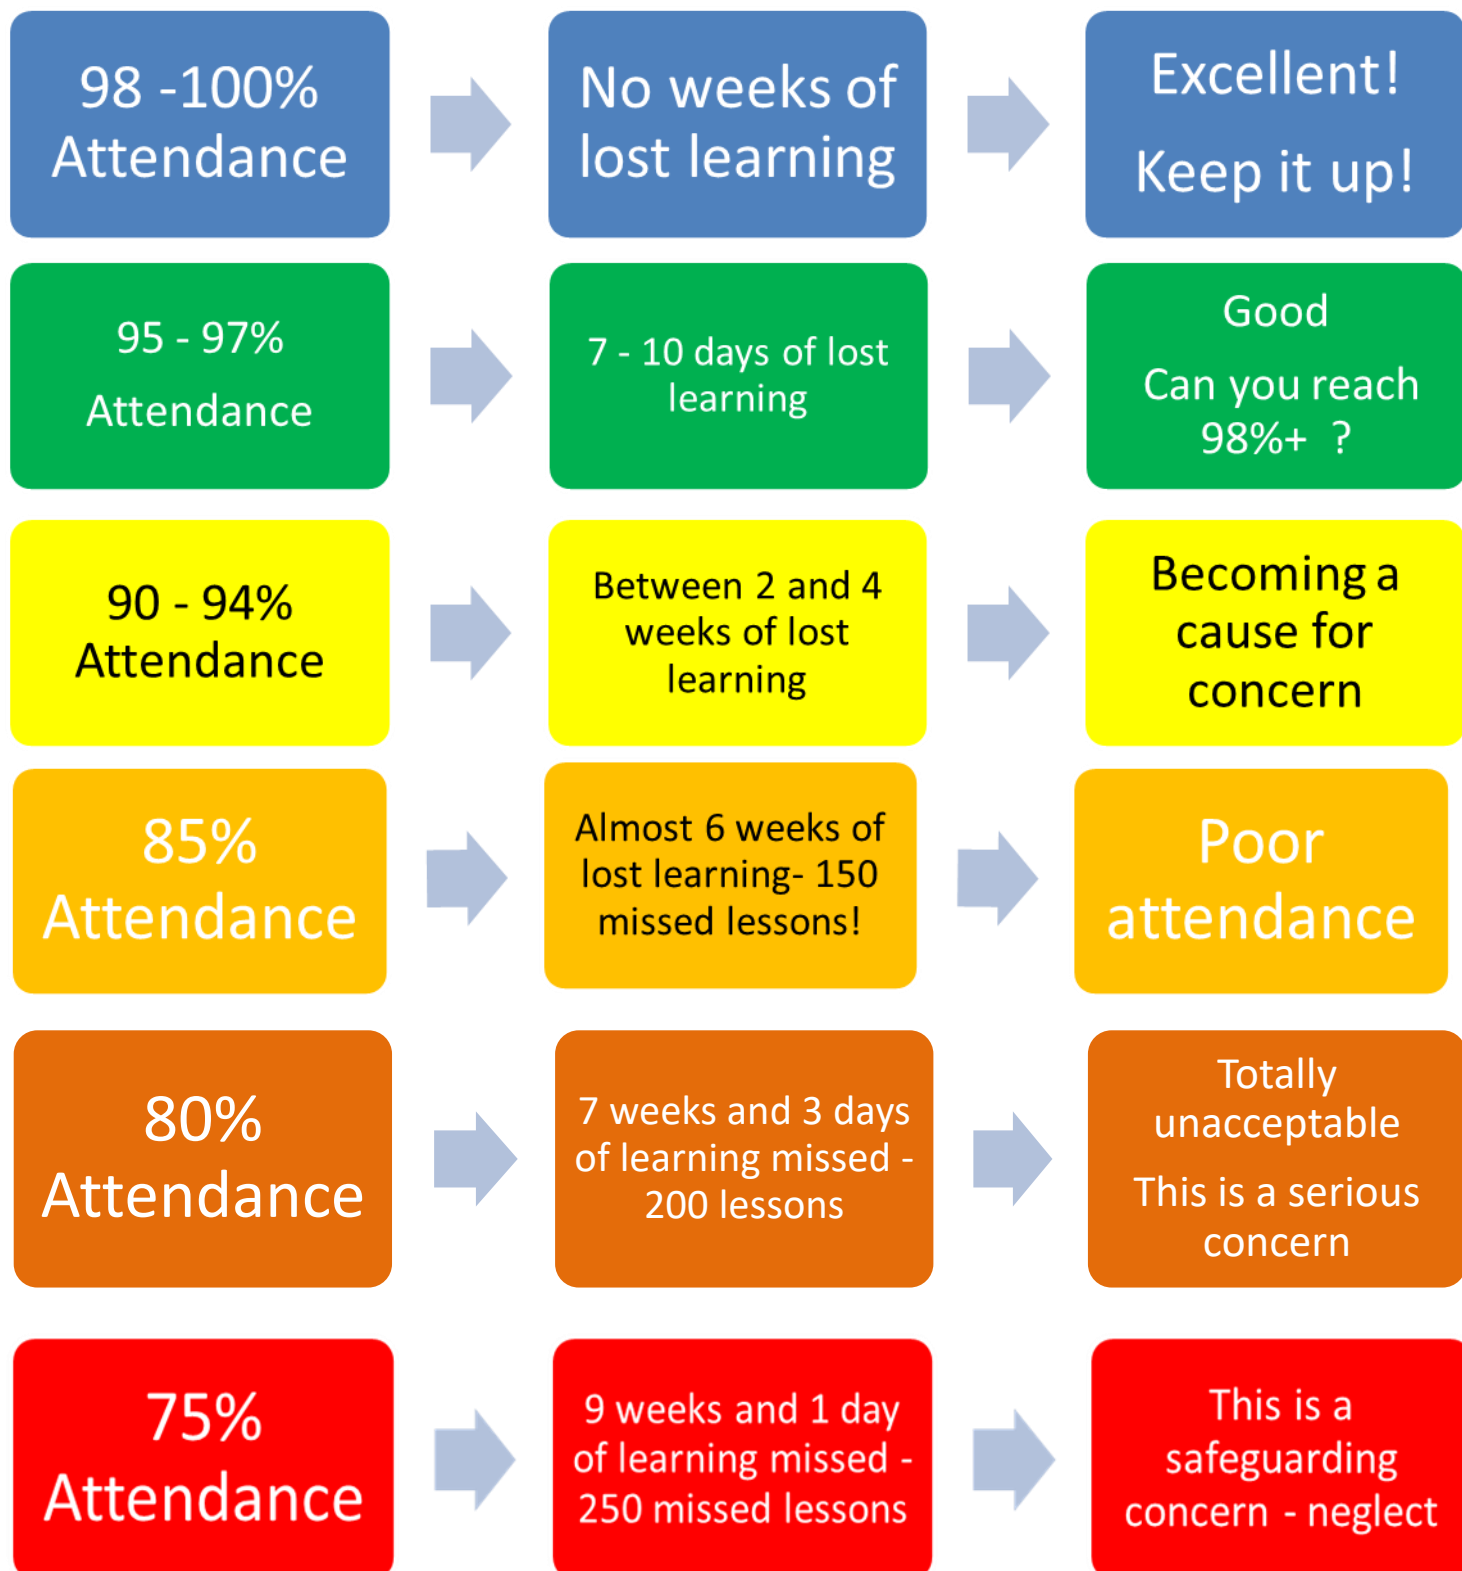 98 -100%
Attendance
No weeks of
lost learning
Excellent!
Keep it up!
95 - 97%
Attendance
7 - 10 days of lost
learning
Good
Can you reach
98%+  ?
90 - 94%
Attendance
Between 2 and 4
weeks of lost
learning
Becoming a
cause for
concern
85%
Attendance
Almost 6 weeks of
lost learning- 150
missed lessons!
Poor
attendance
80%
Attendance
7 weeks and 3 days
of learning missed -
200 lessons
Totally
unacceptable
This is a serious
concern
75%
Attendance
9 weeks and 1 day
of learning missed -
250 missed lessons
This is a
safeguarding
concern - neglect